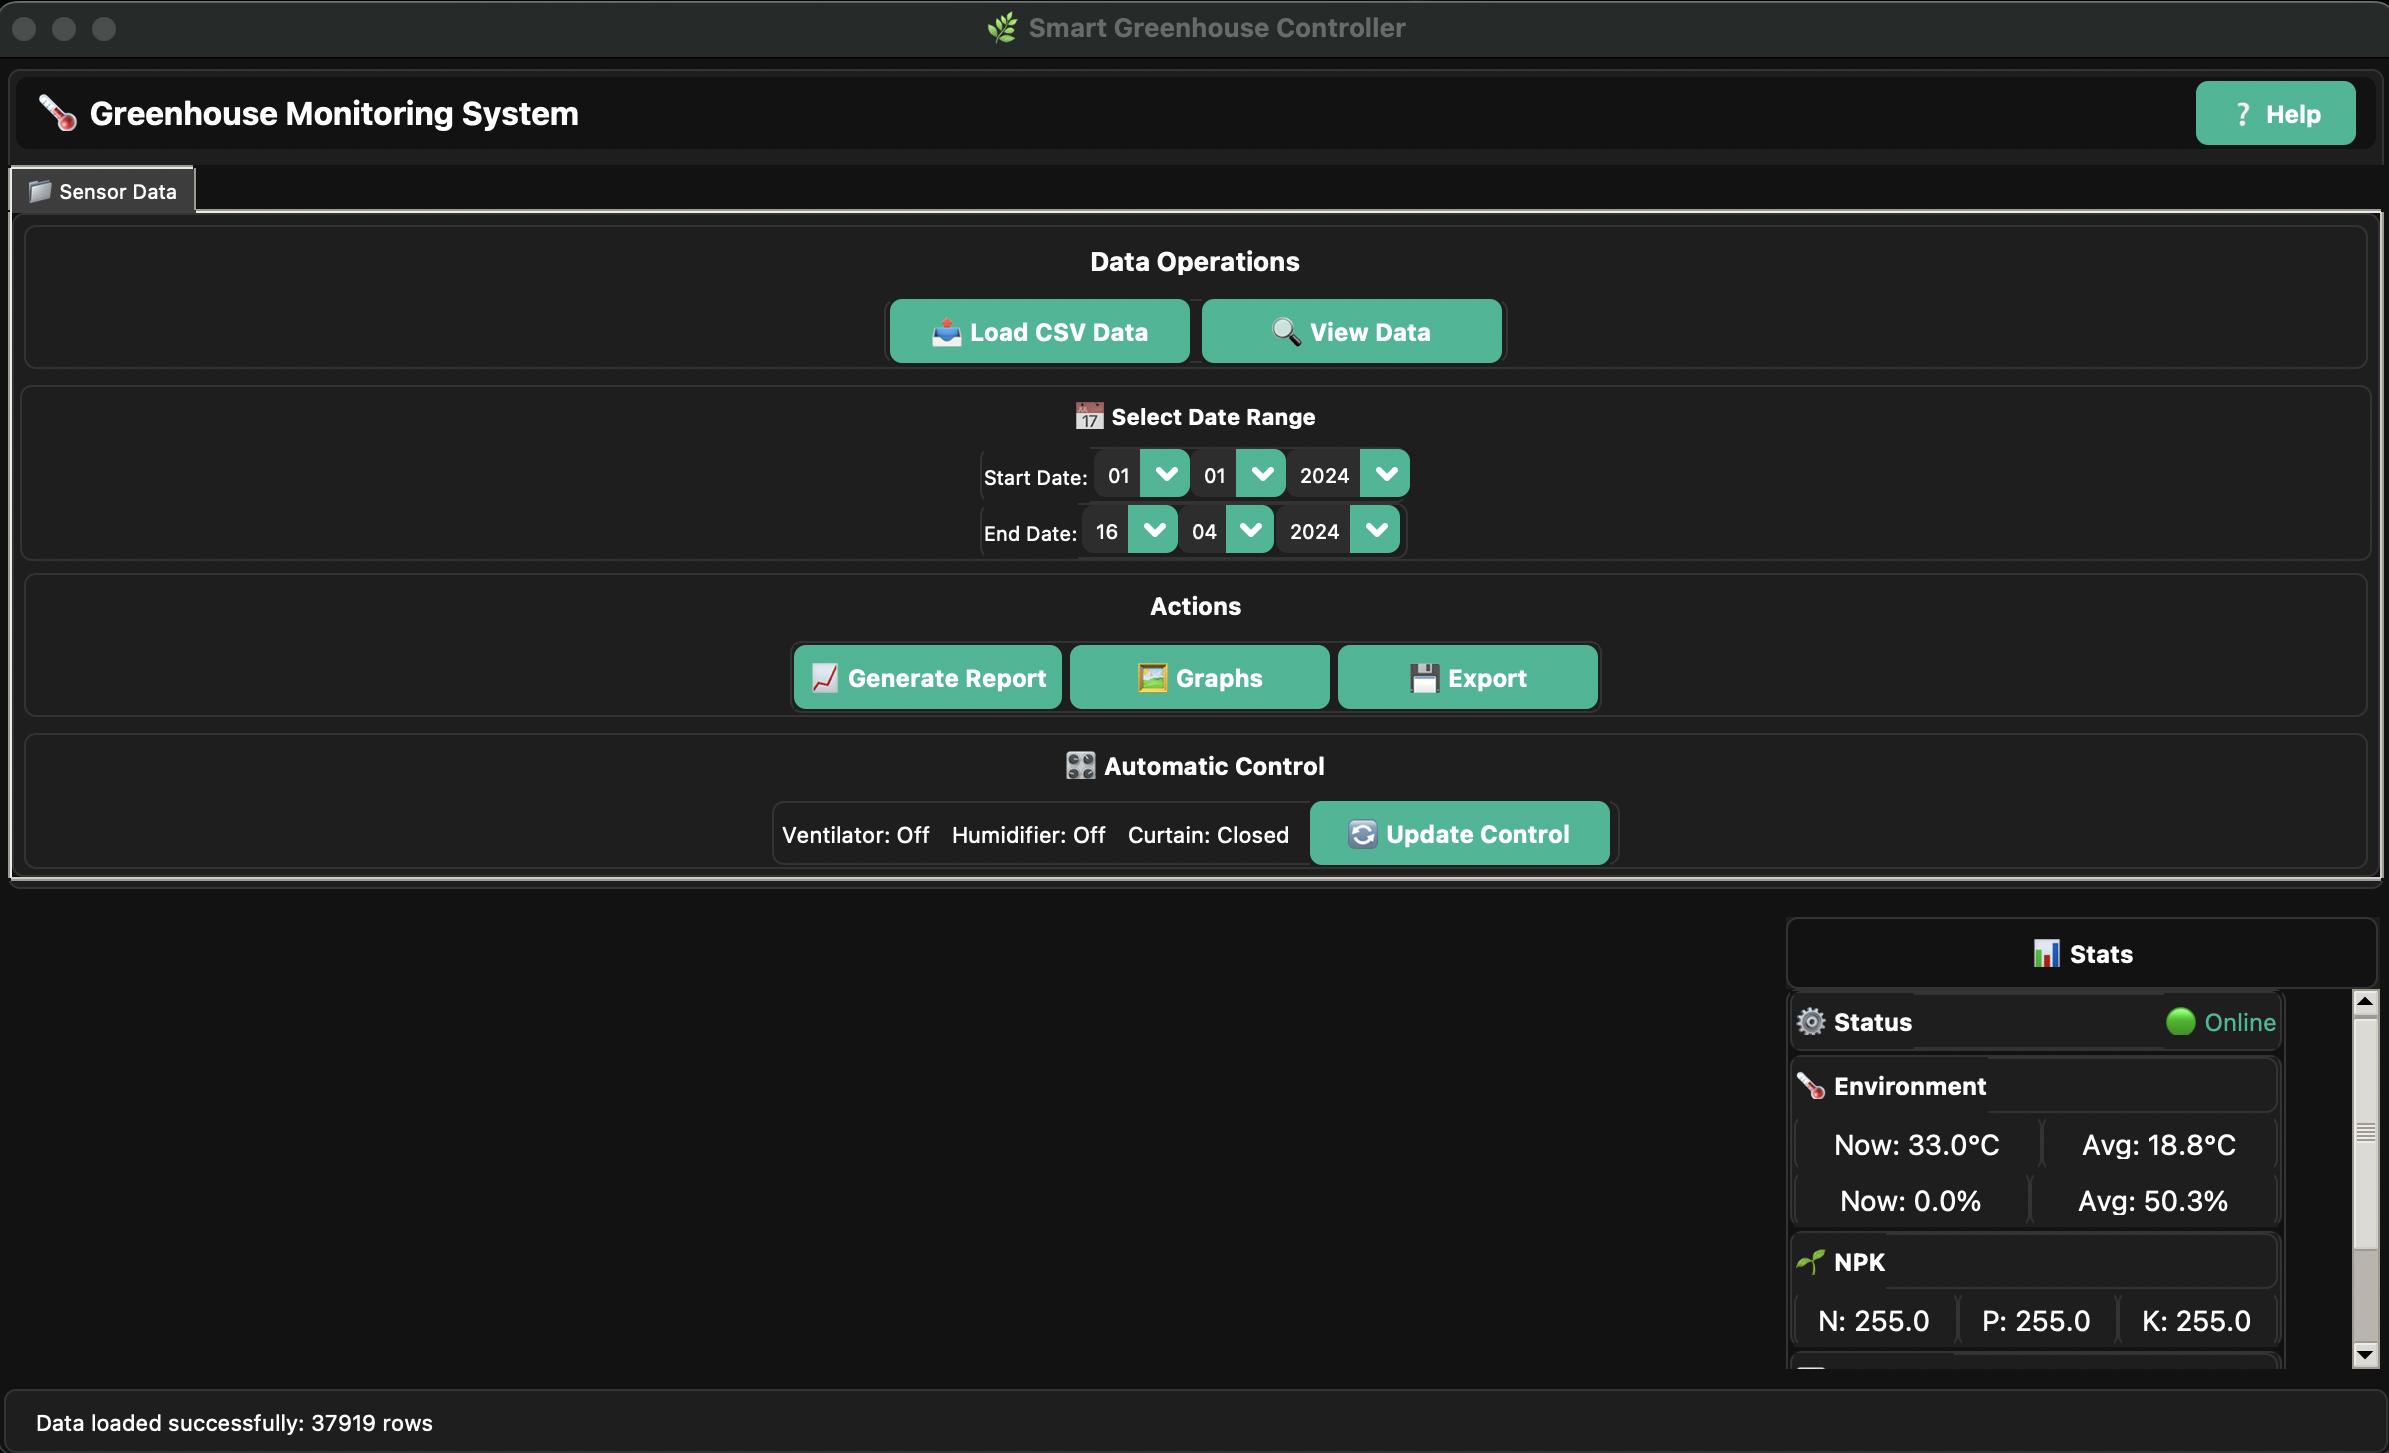 Smart Greenhouse Controller
Greenhouse Monitoring System
? Help
Sensor Data
Data Operations
Load CSV Data
View Data
Select Date Range
Start Date: 01 01 2024
End Date: 16 04 2024
Actions
Generate Report
Graphs
Export
Automatic Control
Ventilator: Off Humidifier: Off Curtain: Closed
Update Control
Stats
Status Online
Environment
Now: 33.0°C Avg: 18.8°C
Now: 0.0% Avg: 50.3%
NPK
N: 255.0 P: 255.0 K: 255.0
Data loaded successfully: 37919 rows